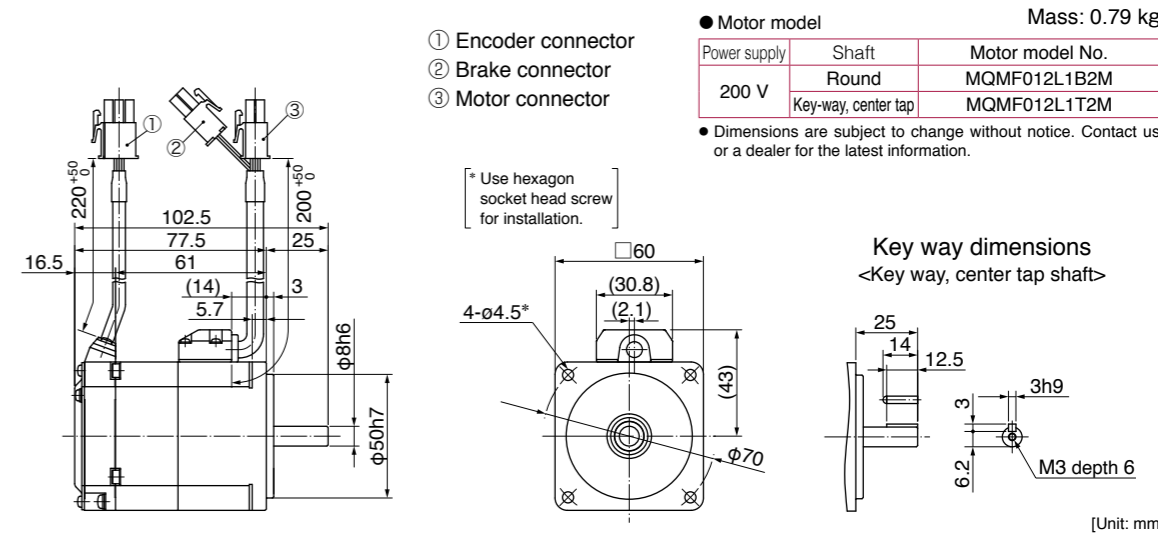 ① Encoder connector
② Brake connector
③ Motor connector
● Motor model
Mass: 0.79 kg
Power supply Shaft Motor model No.
200 V
Round MQMF012L1B2M
Key-way, center tap MQMF012L1T2M
● Dimensions are subject to change without notice. Contact us
or a dealer for the latest information.
* Use hexagon
socket head screw
for installation.
①
②
③
220 +50 0
200 +50 0
102.5
77.5 25
16.5 61
(14) 3
5.7
ϕ8h6
ϕ50h7
□60
(30.8)
(2.1)
4-ø4.5*
(43)
ϕ70
Key way dimensions
<Key way, center tap shaft>
25
14
12.5
3h9
3
6.2
M3 depth 6
[Unit: mm